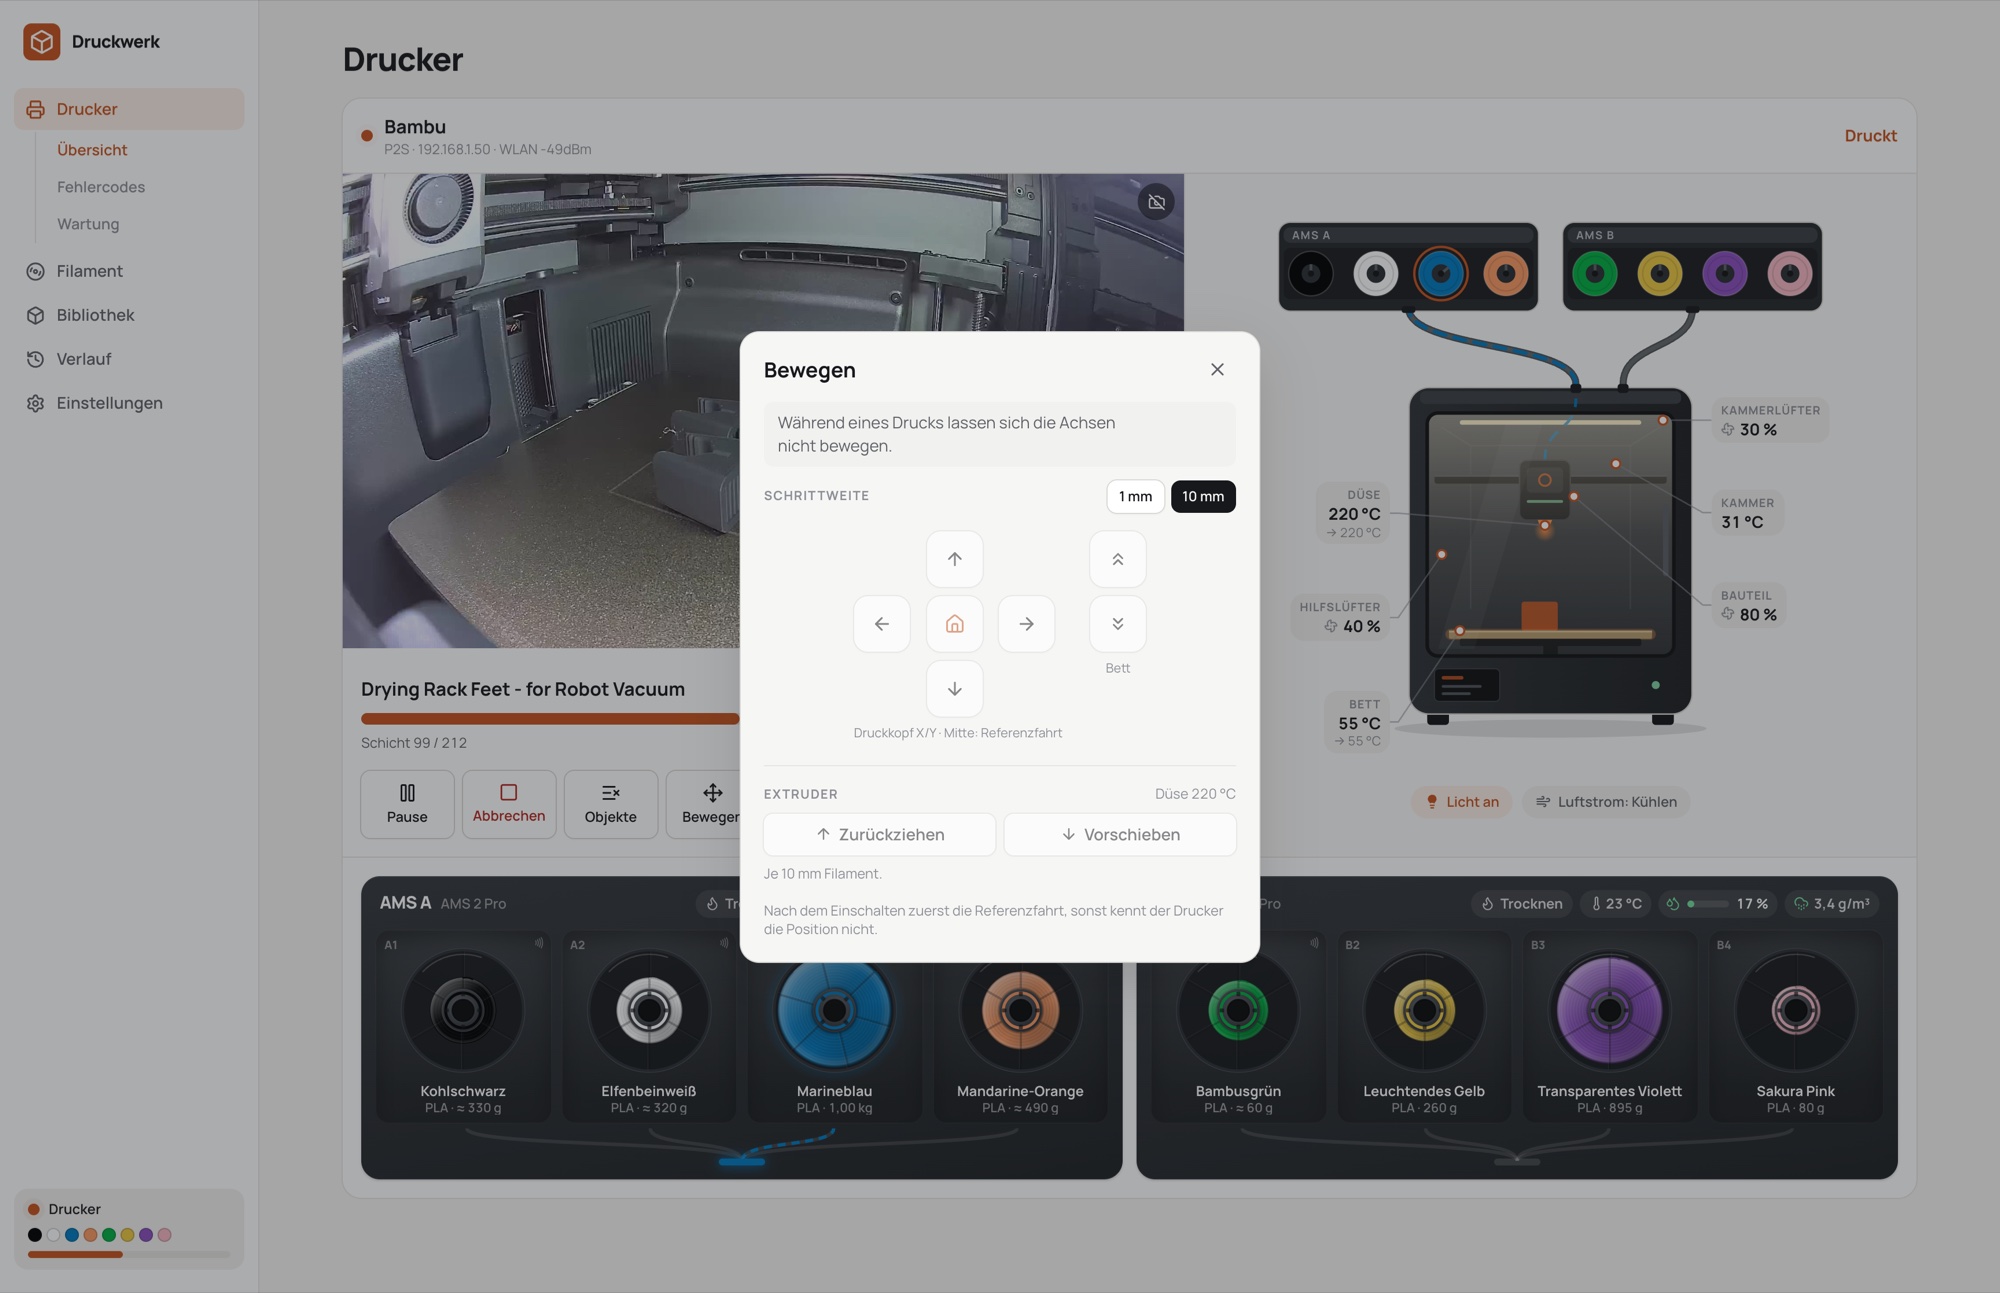 Druckwerk
Drucker
Übersicht
Fehlercodes
Wartung
Filament
Bibliothek
Verlauf
Einstellungen
Drucker
Drucker
Bambu
P2S · 192.168.1.50 · WLAN -49dBm
Druckt
AMS A
AMS B
KAMMERLÜFTER
30 %
KAMMER
31 °C
BAUTEIL
80 %
DÜSE
220 °C
→ 220 °C
HILFSLÜFTER
40 %
BETT
55 °C
→ 55 °C
Licht an
Luftstrom: Kühlen
Drying Rack Feet - for Robot Vacuum
Schicht 99 / 212
Pause
Abbrechen
Objekte
Bewegen
Bewegen
Während eines Drucks lassen sich die Achsen
nicht bewegen.
SCHRITTWEITE
1 mm
10 mm
Bett
Druckkopf X/Y · Mitte: Referenzfahrt
EXTRUDER
Düse 220 °C
Zurückziehen
Vorschieben
Je 10 mm Filament.
Nach dem Einschalten zuerst die Referenzfahrt, sonst kennt der Drucker
die Position nicht.
AMS A AMS 2 Pro
A1
Kohlschwarz
PLA · ≈ 330 g
A2
Elfenbeinweiß
PLA · ≈ 320 g
Marineblau
PLA · 1,00 kg
Mandarine-Orange
PLA · ≈ 490 g
Pro
Trocknen
23 °C
17 %
3,4 g/m³
Bambusgrün
PLA · ≈ 60 g
B2
Leuchtendes Gelb
PLA · 260 g
B3
Transparentes Violett
PLA · 895 g
B4
Sakura Pink
PLA · 80 g